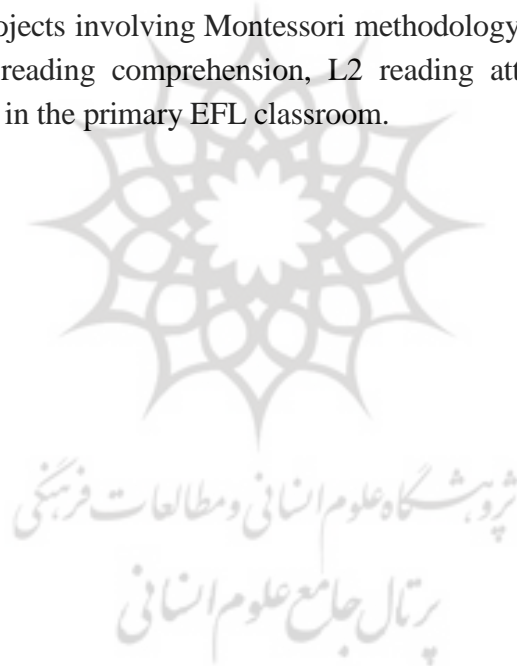 ojects involving Montessori methodology
reading comprehension, L2 reading att
in the primary EFL classroom.
پژوهشگاه علوم انسانی و مطالعات فرهنگی
پرتال جامع علوم انسانی